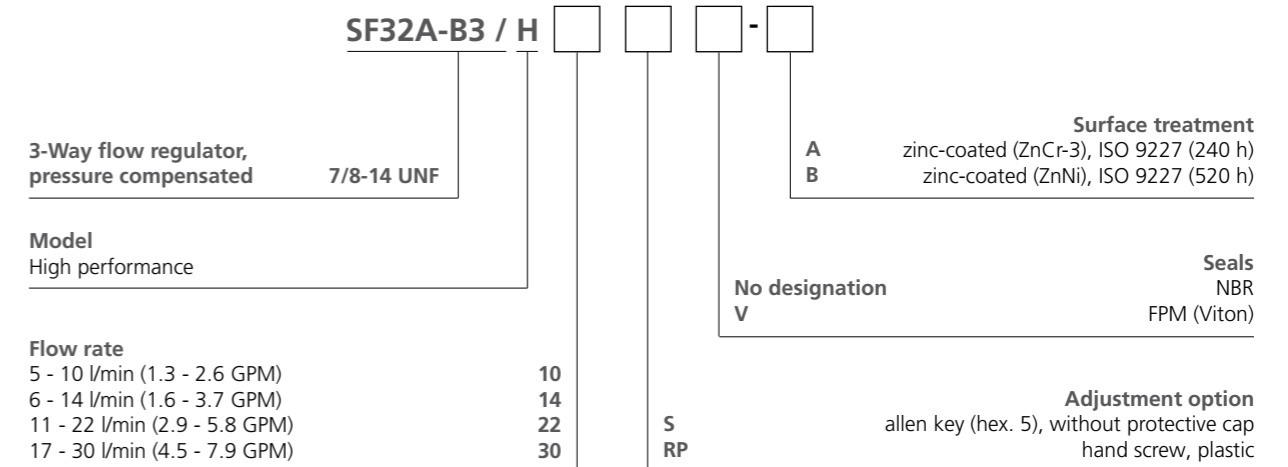 SF32A-B3 / H -
Surface treatment
A zinc-coated (ZnCr-3), ISO 9227 (240 h)
B zinc-coated (ZnNi), ISO 9227 (520 h)
3-Way flow regulator,
pressure compensated 7/8-14 UNF
Model
High performance
Seals
No designation NBR
V FPM (Viton)
Flow rate
5 - 10 l/min (1.3 - 2.6 GPM) 10
6 - 14 l/min (1.6 - 3.7 GPM) 14
11 - 22 l/min (2.9 - 5.8 GPM) 22
17 - 30 l/min (4.5 - 7.9 GPM) 30
Adjustment option
S allen key (hex. 5), without protective cap
RP hand screw, plastic